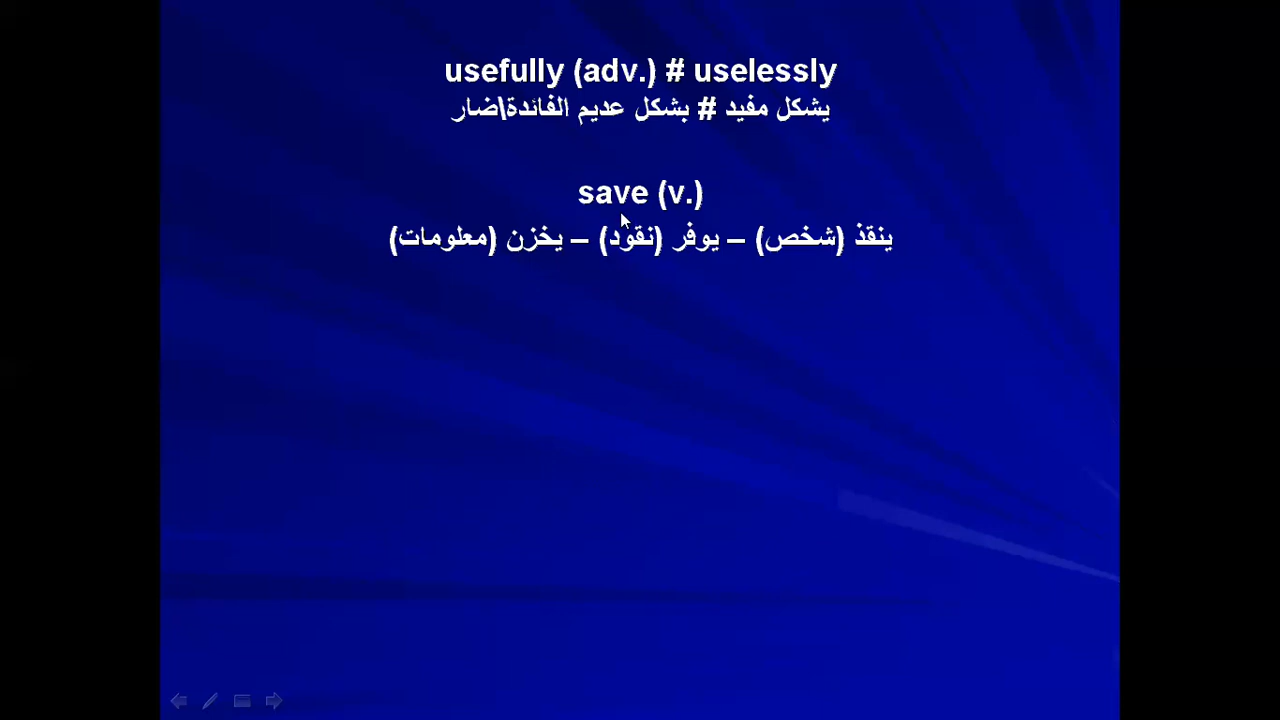 usefully (adv.) # uselessly
يشكل مفيد # بشكل عديم الفائدة\ضار
save (v.)
ينقذ (شخص) – يوفر (نقود) – يخزن (معلومات)